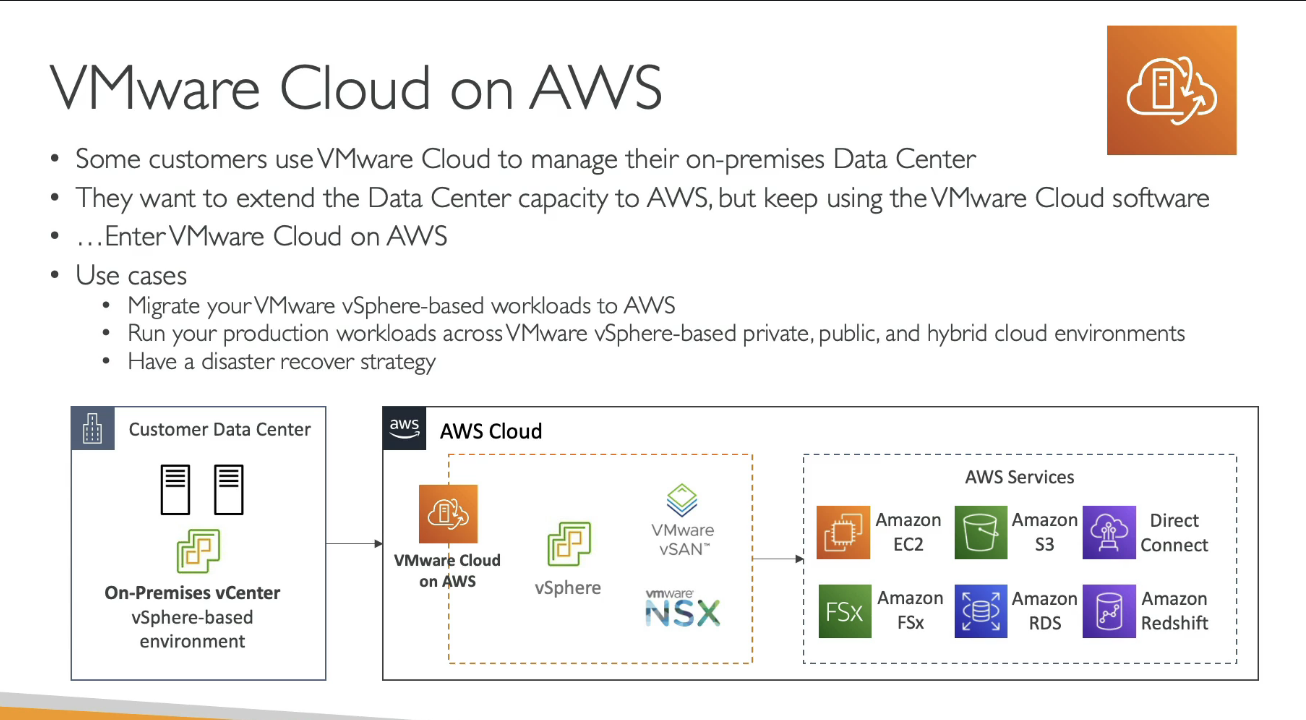 VMware Cloud on AWS
• Some customers use VMware Cloud to manage their on-premises Data Center
• They want to extend the Data Center capacity to AWS, but keep using the VMware Cloud software
• …Enter VMware Cloud on AWS
• Use cases
• Migrate your VMware vSphere-based workloads to AWS
• Run your production workloads across VMware vSphere-based private, public, and hybrid cloud environments
• Have a disaster recover strategy
Customer Data Center
On-Premises vCenter
vSphere-based
environment
aws
AWS Cloud
VMware Cloud
on AWS
vSphere
VMware
vSAN™
vmware®
NSX
AWS Services
Amazon
EC2
Amazon
S3
Direct
Connect
FSx
Amazon
FSx
Amazon
RDS
Amazon
Redshift